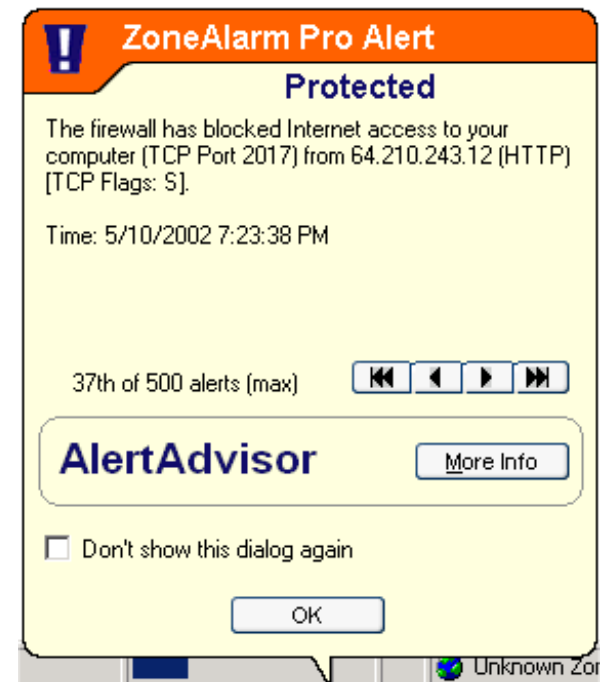 ZoneAlarm Pro Alert
Protected
The firewall has blocked Internet access to your
computer (TCP Port 2017) from 64.210.243.12 (HTTP)
[TCP Flags: S].
Time: 5/10/2002 7:23:38 PM
37th of 500 alerts (max)
AlertAdvisor
More Info
Don't show this dialog again
OK
Unknown Zon